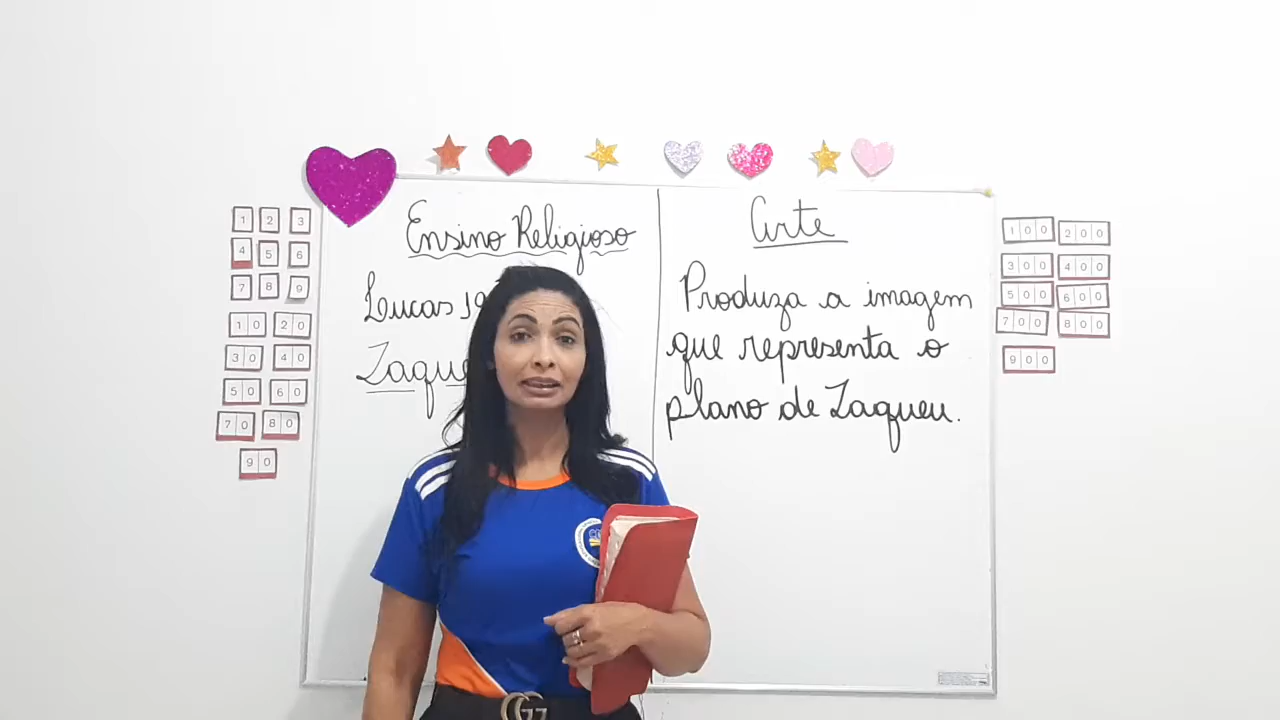 Ensino Religioso
Lucas 19
Zaque
Arte
Produza a imagem
que representa o
plano de Zaqueu.
1 2 3
4 5 6
7 8 9
10 20
30 40
50 60
70 80
90
100 200
300 400
500 600
700 800
900